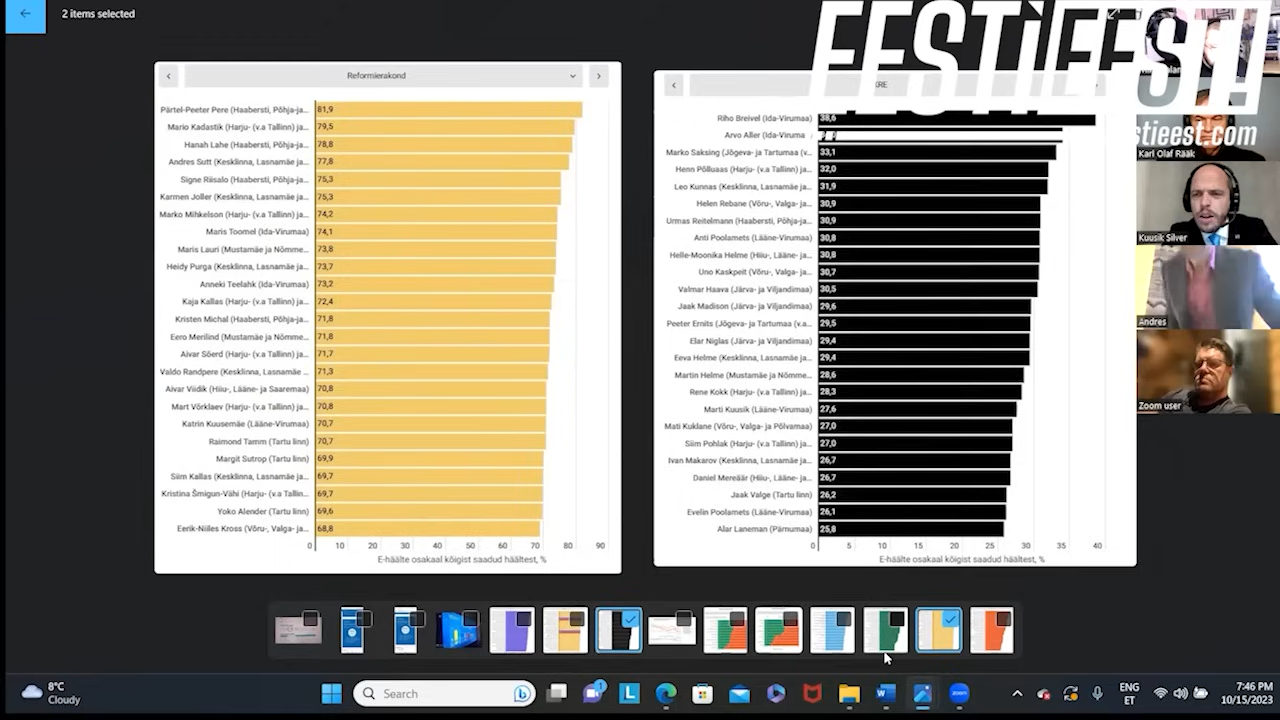 2 items selected
EESTiEEST!
EESTiEEST!
stieest.com
Reformierakond
Pärtel-Peeter Pere (Haabersti, Põhja-ja... 81,9
Mario Kadastik (Harju- (v.a Tallinn) ja... 79,5
Hanah Lahe (Haabersti, Põhja-ja... 78,8
Andres Sutt (Kesklinna, Lasnamäe ja... 77,8
Signe Riisalo (Haabersti, Põhja-ja... 75,3
Karmen Joller (Kesklinna, Lasnamäe ja... 75,3
Marko Mihkelson (Harju- (v.a Tallinn) ja... 74,2
Maris Toomel (Ida-Virumaa) 74,1
Maris Lauri (Mustamäe ja Nõmme... 73,8
Heidy Purga (Kesklinna, Lasnamäe ja... 73,7
Anneki Teelahk (Ida-Virumaa) 73,2
Kaja Kallas (Harju- (v.a Tallinn) ja... 72,4
Kristen Michal (Haabersti, Põhja-ja... 71,8
Eero Merilind (Mustamäe ja Nõmme... 71,8
Aivar Sõerd (Harju- (v.a Tallinn) ja... 71,7
Valdo Randpere (Kesklinna, Lasnamäe ... 71,3
Aivar Viidik (Hiiu-, Lääne- ja Saaremaa) 70,8
Mart Võrklaev (Harju- (v.a Tallinn) ja... 70,8
Katrin Kuusemäe (Lääne-Virumaa) 70,7
Raimond Tamm (Tartu linn) 70,7
Margit Sutrop (Tartu linn) 69,9
Siim Kallas (Kesklinna, Lasnamäe ja... 69,7
Kristina Šmigun-Vähi (Harju- (v.a Tallin... 69,7
Yoko Alender (Tartu linn) 69,6
Eerik-Niiles Kross (Võru-, Valga- ja... 68,8
0 10 20 30 40 50 60 70 80 90
E-häälte osakaal kõigist saadud häältest, %
KRE
Riho Breivel (Ida-Virumaa) 38,6
Arvo Aller (Ida-Viruma
Marko Saksing (Jõgeva- ja Tartumaa (v... 33,1
Henn Põlluaas (Harju- (v.a Tallinn) ja... 32,0
Leo Kunnas (Kesklinna, Lasnamäe ja... 31,9
Helen Rebane (Võru-, Valga- ja... 30,9
Urmas Reitelmann (Haabersti, Põhja-ja... 30,9
Anti Poolamets (Lääne-Virumaa) 30,8
Helle-Moonika Helme (Hiiu-, Lääne- ja... 30,8
Uno Kaskpeit (Võru-, Valga- ja... 30,7
Valmar Haava (Järva- ja Viljandimaa) 30,5
Jaak Madison (Järva- ja Viljandimaa) 29,6
Peeter Ernits (Jõgeva- ja Tartumaa (v.a... 29,5
Elar Niglas (Järva- ja Viljandimaa) 29,4
Eeva Helme (Kesklinna, Lasnamäe ja... 29,4
Martin Helme (Mustamäe ja Nõmme... 28,6
Rene Kokk (Harju- (v.a Tallinn) ja... 28,3
Marti Kuusik (Lääne-Virumaa) 27,6
Mati Kuklane (Võru-, Valga- ja Põlvamaa) 27,0
Siim Pohlak (Harju- (v.a Tallinn) ja... 27,0
Ivan Makarov (Kesklinna, Lasnamäe ja... 26,7
Daniel Mereäär (Hiiu-, Lääne- ja... 26,7
Jaak Valge (Tartu linn) 26,2
Evelin Poolamets (Lääne-Virumaa) 26,1
Alar Laneman (Pärnumaa) 25,8
0 5 10 15 20 25 30 35 40
E-häälte osakaal kõigist saadud häältest, %
Karl Olaf Rääk
Kuusik Silver
Andres
Zoom user
8°C
Cloudy
Search
zoom
ENG
ET
7:46 PM
10/15/2023